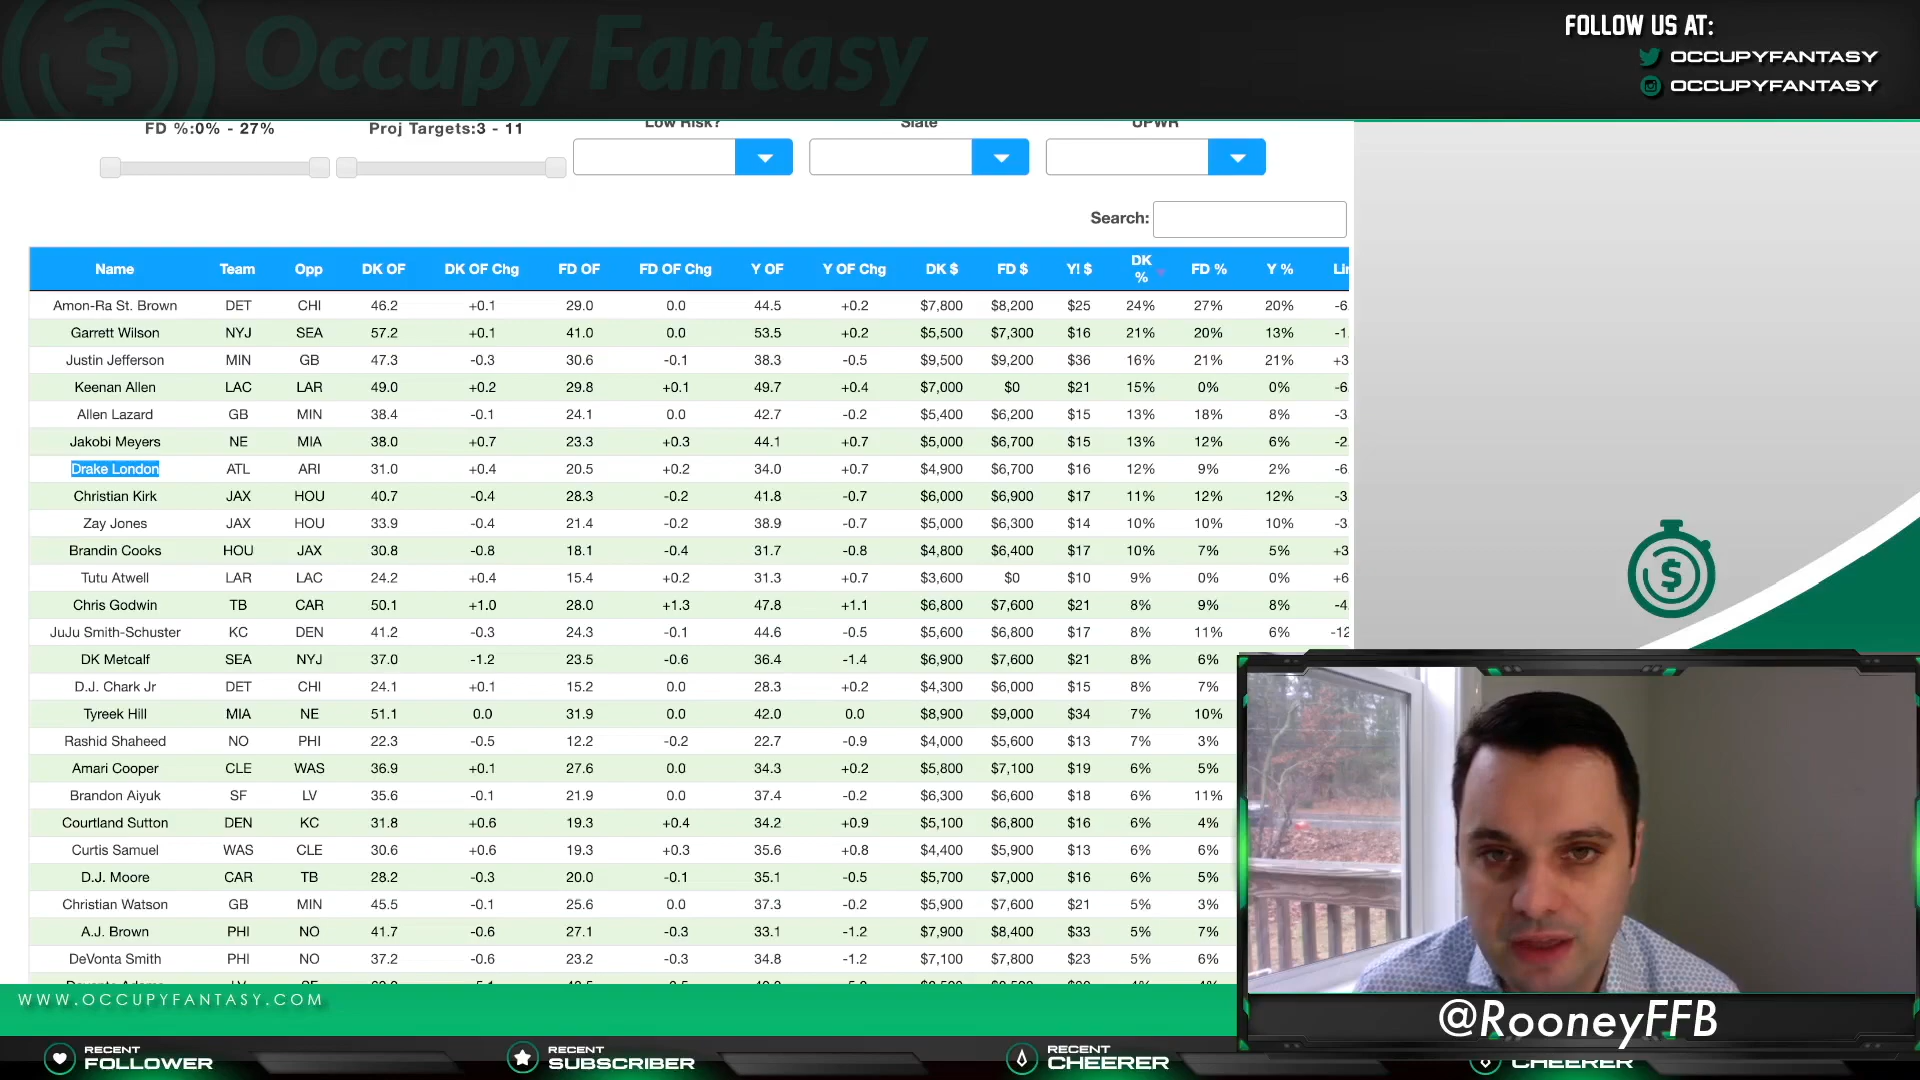 Occupy Fantasy
FOLLOW US AT:
OCCUPYFANTASY
OCCUPYFANTASY
FD %:0% - 27% Proj Targets:3 - 11 Low Risk? Slate UPWR
Search:
Name Team Opp DK OF DK OF Chg FD OF FD OF Chg Y OF Y OF Chg DK $ FD $ Y! $ DK % FD % Y %
Amon-Ra St. Brown DET CHI 46.2 +0.1 29.0 0.0 44.5 +0.2 $7,800 $8,200 $25 24% 27% 20% -6
Garrett Wilson NYJ SEA 57.2 +0.1 41.0 0.0 53.5 +0.2 $5,500 $7,300 $16 21% 20% 13% -1
Justin Jefferson MIN GB 47.3 -0.3 30.6 -0.1 38.3 -0.5 $9,500 $9,200 $36 16% 21% 21% +3
Keenan Allen LAC LAR 49.0 +0.2 29.8 +0.1 49.7 +0.4 $7,000 $0 $21 15% 0% 0% -6
Allen Lazard GB MIN 38.4 -0.1 24.1 0.0 42.7 -0.2 $5,400 $6,200 $15 13% 18% 8% -3
Jakobi Meyers NE MIA 38.0 +0.7 23.3 +0.3 44.1 +0.7 $5,000 $6,700 $15 13% 12% 6% -2
Drake London ATL ARI 31.0 +0.4 20.5 +0.2 34.0 +0.7 $4,900 $6,700 $16 12% 9% 2% -6
Christian Kirk JAX HOU 40.7 -0.4 28.3 -0.2 41.8 -0.7 $6,000 $6,900 $17 11% 12% 12% -3
Zay Jones JAX HOU 33.9 -0.4 21.4 -0.2 38.9 -0.7 $5,000 $6,300 $14 10% 10% 10% -3
Brandin Cooks HOU JAX 30.8 -0.8 18.1 -0.4 31.7 -0.8 $4,800 $6,400 $17 10% 7% 5% +3
Tutu Atwell LAR LAC 24.2 +0.4 15.4 +0.2 31.3 +0.7 $3,600 $0 $10 9% 0% 0% +6
Chris Godwin TB CAR 50.1 +1.0 28.0 +1.3 47.8 +1.1 $6,800 $7,600 $21 8% 9% 8% -4
JuJu Smith-Schuster KC DEN 41.2 -0.3 24.3 -0.1 44.6 -0.5 $5,600 $6,800 $17 8% 11% 6% -12
DK Metcalf SEA NYJ 37.0 -1.2 23.5 -0.6 36.4 -1.4 $6,900 $7,600 $21 8% 6%
D.J. Chark Jr DET CHI 24.1 +0.1 15.2 0.0 28.3 +0.2 $4,300 $6,000 $15 8% 7%
Tyreek Hill MIA NE 51.1 0.0 31.9 0.0 42.0 0.0 $8,900 $9,000 $34 7% 10%
Rashid Shaheed NO PHI 22.3 -0.5 12.2 -0.2 22.7 -0.9 $4,000 $5,600 $13 7% 3%
Amari Cooper CLE WAS 36.9 +0.1 27.6 0.0 34.3 +0.2 $5,800 $7,100 $19 6% 5%
Brandon Aiyuk SF LV 35.6 -0.1 21.9 0.0 37.4 -0.2 $6,300 $6,600 $18 6% 11%
Courtland Sutton DEN KC 31.8 +0.6 19.3 +0.4 34.2 +0.9 $5,100 $6,800 $16 6% 4%
Curtis Samuel WAS CLE 30.6 +0.6 19.3 +0.3 35.6 +0.8 $4,400 $5,900 $13 6% 6%
D.J. Moore CAR TB 28.2 -0.3 20.0 -0.1 35.1 -0.5 $5,700 $7,000 $16 6% 5%
Christian Watson GB MIN 45.5 -0.1 25.6 0.0 37.3 -0.2 $5,900 $7,600 $21 5% 3%
A.J. Brown PHI NO 41.7 -0.6 27.1 -0.3 33.1 -1.2 $7,900 $8,400 $33 5% 7%
DeVonta Smith PHI NO 37.2 -0.6 23.2 -0.3 34.8 -1.2 $7,100 $7,800 $23 5% 6%
WWW.OCCUPYFANTASY.COM
@RooneyFFB
RECENT FOLLOWER
RECENT SUBSCRIBER
RECENT CHEERER
CHEERER